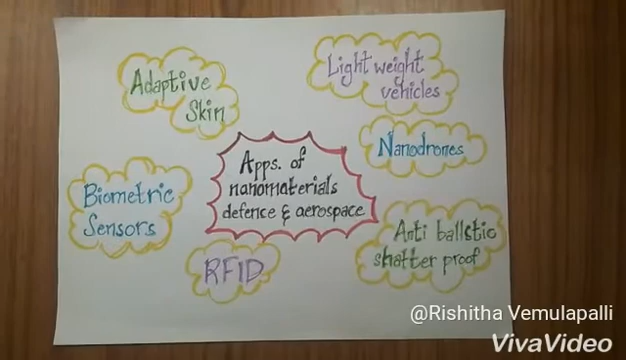 Adaptive
Skin
Light weight
vehicles
Nanodrones
Apps. of
nanomaterials
defence & aerospace
Biometric
Sensors
RFID
Anti ballstic
shatter proof
@Rishitha Vemulapalli
VivaVideo